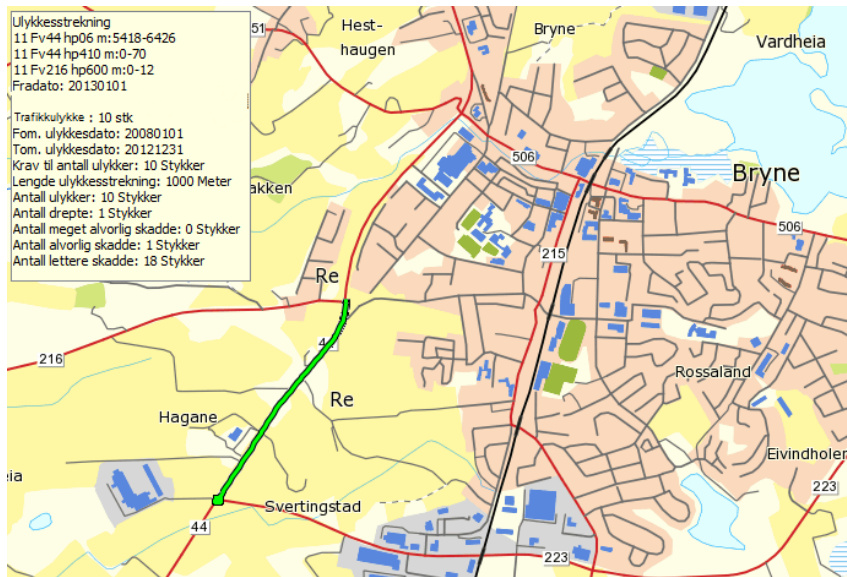 Ulykkesstrekning
11 Fv44 hp06 m:5418-6426
11 Fv44 hp410 m:0-70
11 Fv216 hp600 m:0-12
Fradato: 20130101
Trafikkulykke : 10 stk
Fom. ulykkesdato: 20080101
Tom. ulykkesdato: 20121231
Krav til antall ulykker: 10 Stykker
Lengde ulykkesstrekning: 1000 Meter
Antall ulykker: 10 Stykker
Antall drepte: 1 Stykker
Antall meget alvorlig skadde: 0 Stykker
Antall alvorlig skadde: 1 Stykker
Antall lettere skadde: 18 Stykker
51
Hest-
haugen
Bryne
Vardheia
506
Bryne
akken
506
215
Re
216
Re
Rossaland
Hagane
Eivindholen
eia
223
Svertingstad
44
223